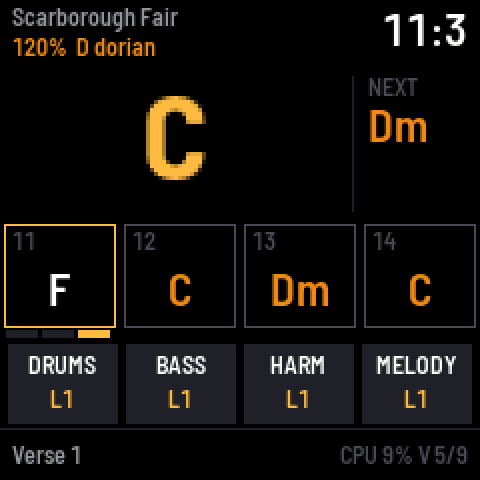 Scarborough Fair
120% D dorian
11:3
C
NEXT
Dm
11
F
12
C
13
Dm
14
C
DRUMS
L1
BASS
L1
HARM
L1
MELODY
L1
Verse 1
CPU 9% V 5/9